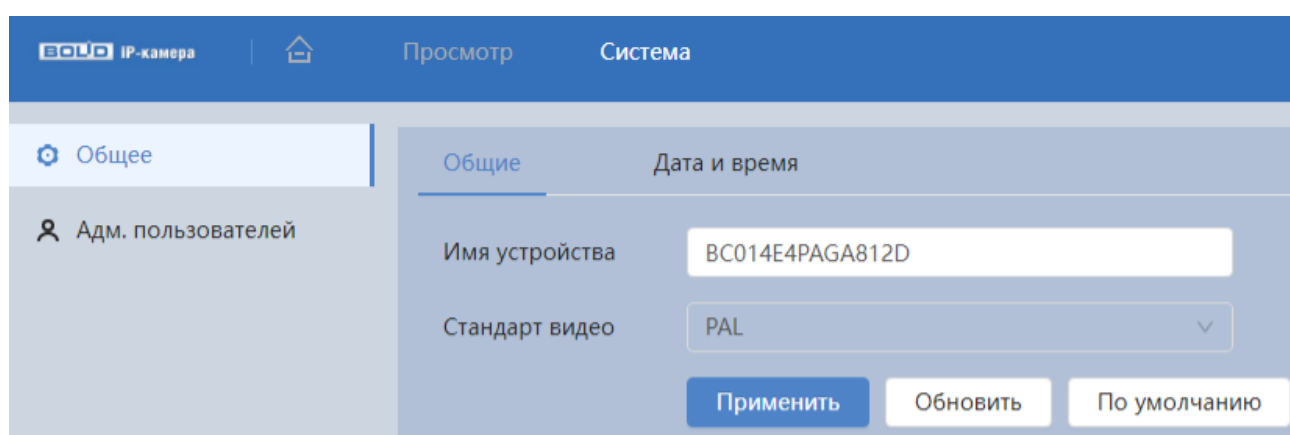 BOLID IP-камера Просмотр Система
Общее
Общие Дата и время
Адм. пользователей
Имя устройства BC014E4PAGA812D
Стандарт видео PAL
Применить Обновить По умолчанию